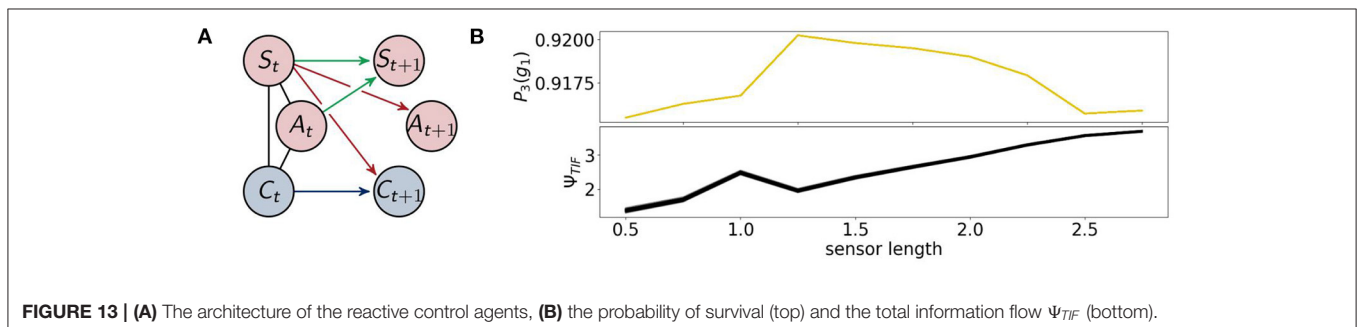 A
S_t
S_{t+1}
A_t
A_{t+1}
C_t
C_{t+1}
B
P_3(g_1)
0.9200
0.9175
Ψ_{TIF}
3
2
0.5 1.0 1.5 2.0 2.5
sensor length
FIGURE 13 | (A) The architecture of the reactive control agents, (B) the probability of survival (top) and the total information flow Ψ_{TIF} (bottom).